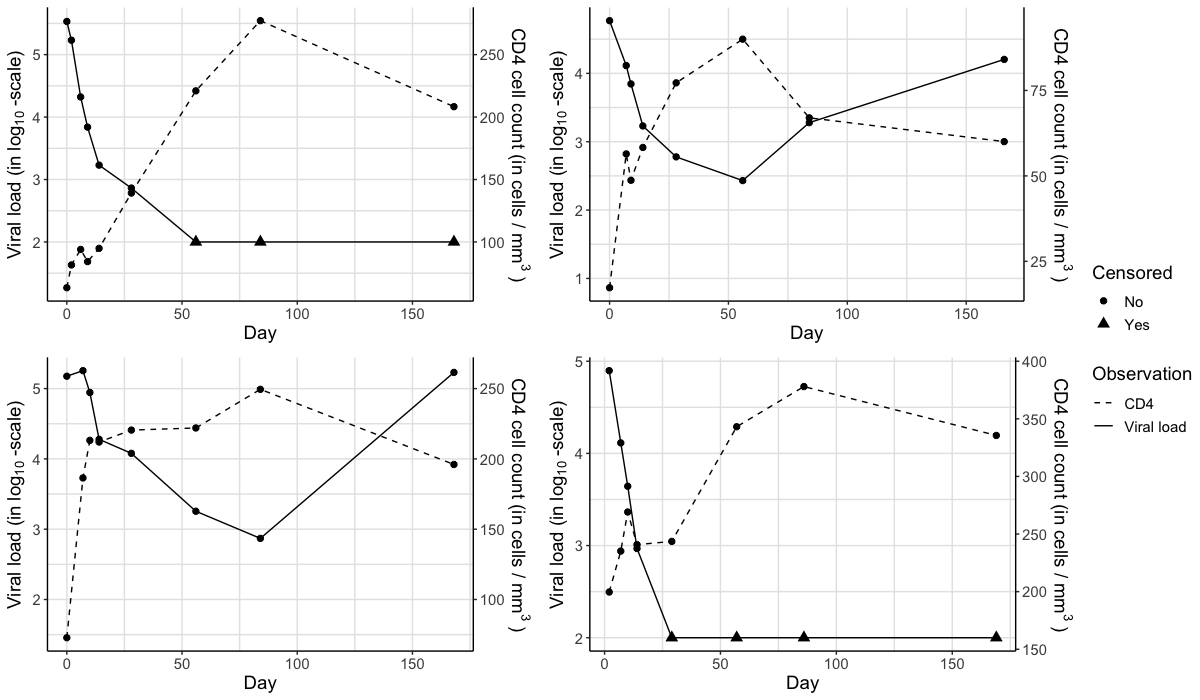 Viral load (in log10 -scale)
5
4
3
2
250
200
150
100
CD4 cell count (in cells / mm3 )
0 50 100 150
Day
Viral load (in log10 -scale)
4
3
2
1
75
50
25
CD4 cell count (in cells / mm3 )
0 50 100 150
Day
Viral load (in log10 -scale)
5
4
3
2
250
200
150
100
CD4 cell count (in cells / mm3 )
0 50 100 150
Day
Viral load (in log10 -scale)
5
4
3
2
400
350
300
250
200
150
CD4 cell count (in cells / mm3 )
0 50 100 150
Day
Censored
No
Yes
Observation
CD4
Viral load